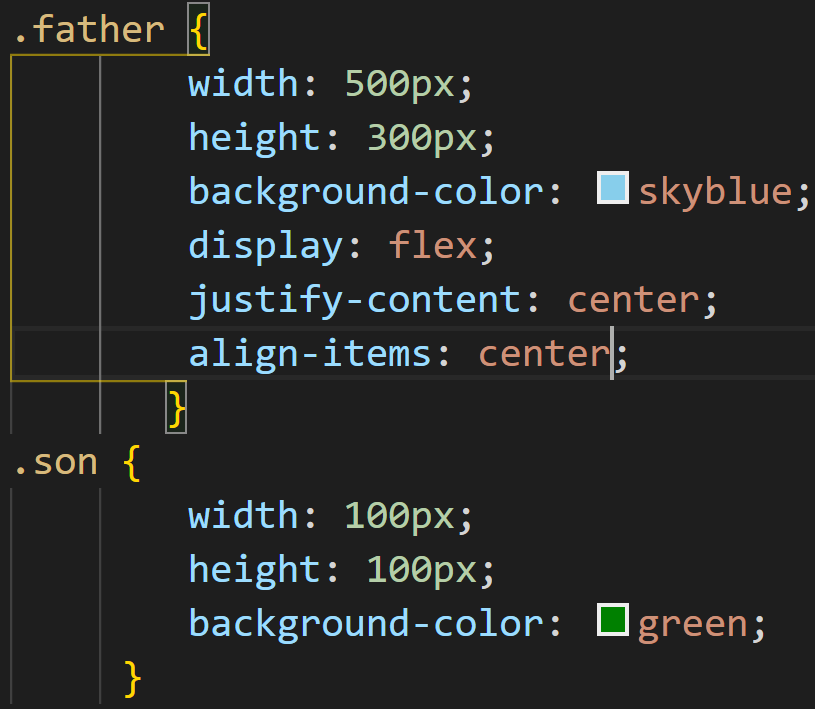 .father {
width: 500px;
height: 300px;
background-color: skyblue;
display: flex;
justify-content: center;
align-items: center;
}
.son {
width: 100px;
height: 100px;
background-color: green;
}